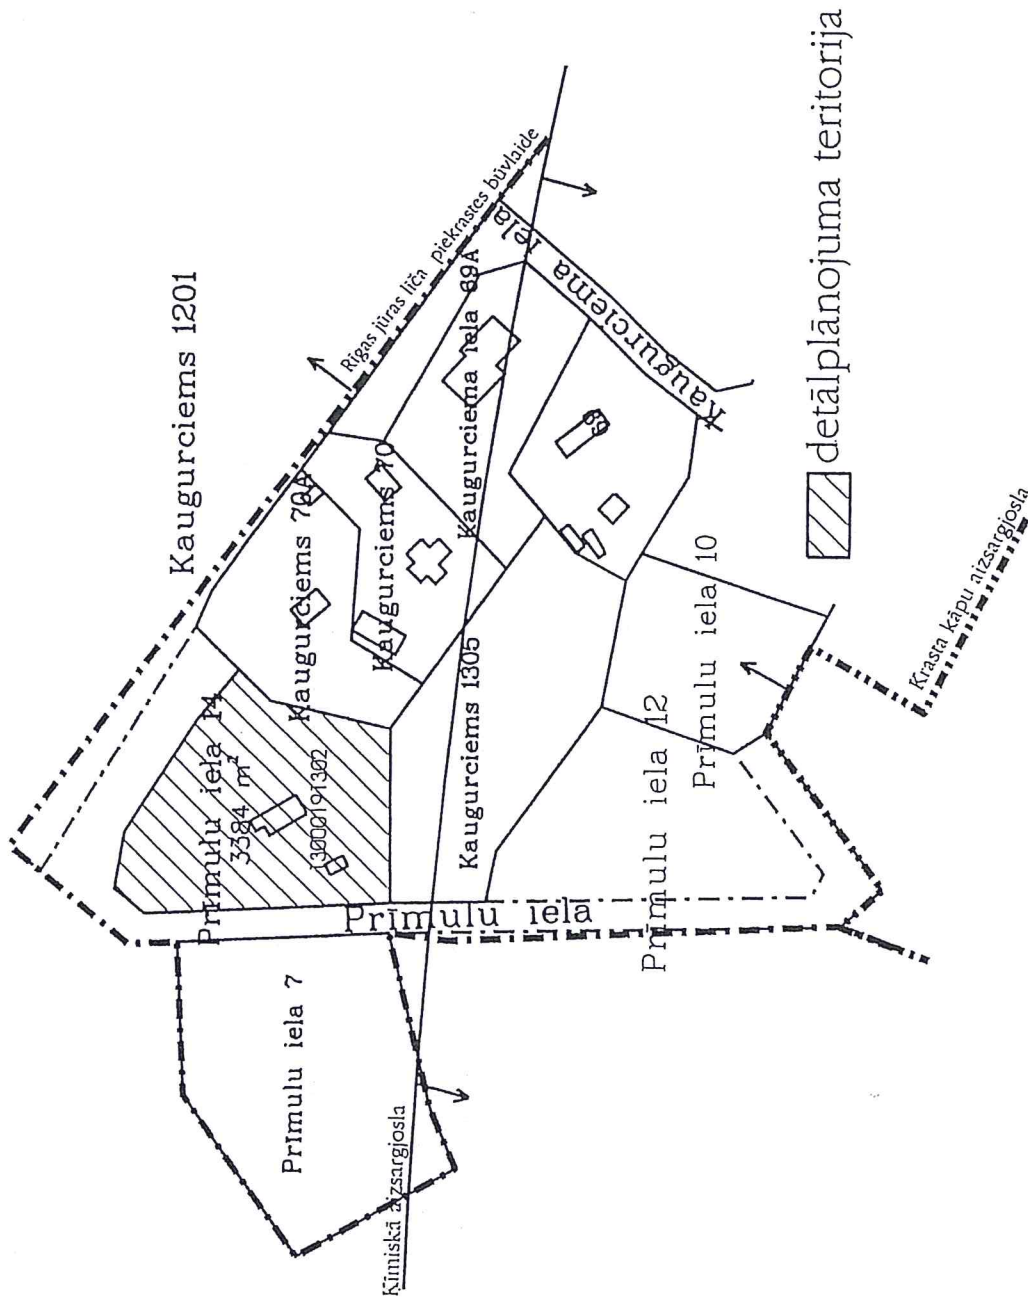 Kaugurciems 1201
Rīgas jūras līča piekrastes būvlaide
Kaugurciema iela
Kaugurciema iela 69A
Kaugurciems 70A
Kaugurciems 70
69
Prīmulu iela 14
3384 m²
13000191302
Kaugurciems 1305
Prīmulu iela 10
Prīmulu iela 12
Prīmulu iela
Prīmulu iela 7
Ķīmiskā aizsargjosla
Krasta kāpu aizsargjosla
detālplānojuma teritorija